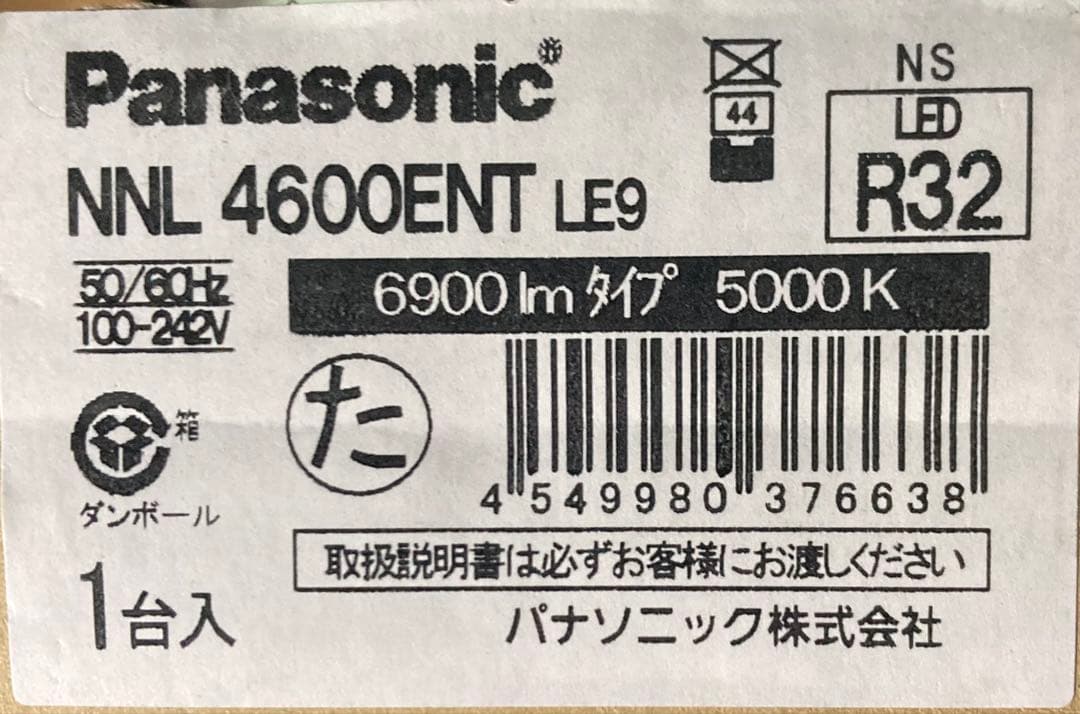 Panasonic
NNL 4600ENT LE9
44
NS
LED
R32
50/60Hz
100-242V
6900 lm タイプ 5000 K
た
箱
ダンボール
1台入
4 549980 376638
取扱説明書は必ずお客様にお渡しください
パナソニック株式会社